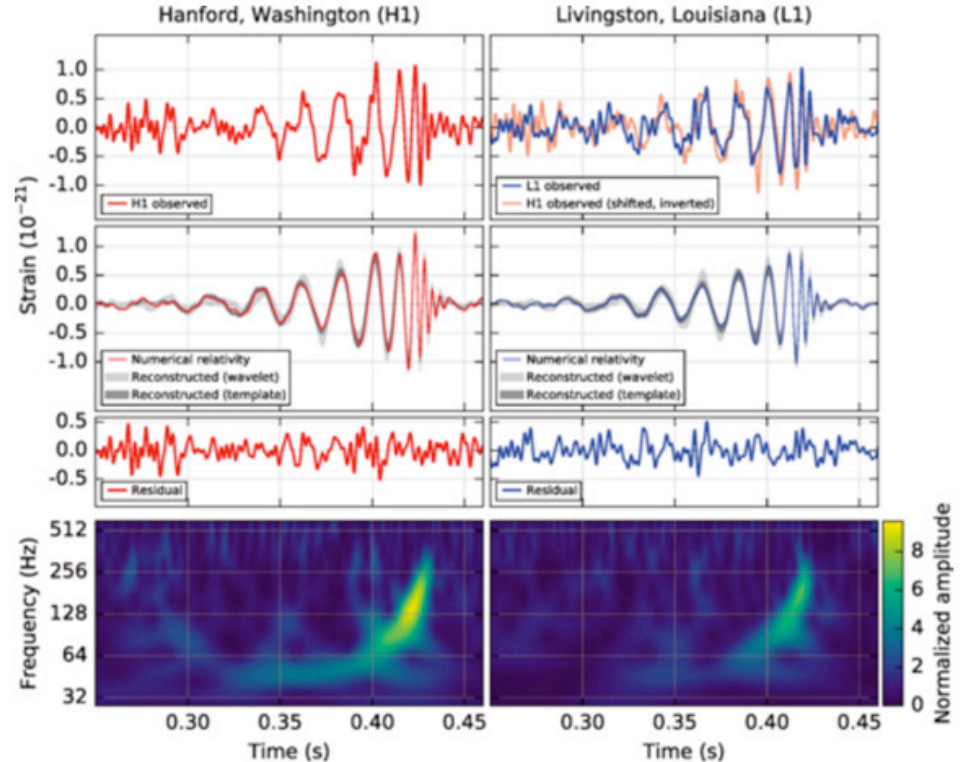 Hanford, Washington (H1)
Livingston, Louisiana (L1)
Strain (10⁻²¹)
1.0
0.5
0.0
-0.5
-1.0
H1 observed
L1 observed
H1 observed (shifted, inverted)
1.0
0.5
0.0
-0.5
-1.0
Numerical relativity
Reconstructed (wavelet)
Reconstructed (template)
Numerical relativity
Reconstructed (wavelet)
Reconstructed (template)
0.5
0.0
-0.5
Residual
Residual
Frequency (Hz)
512
256
128
64
32
0.30 0.35 0.40 0.45
Time (s)
0.30 0.35 0.40 0.45
Time (s)
8
6
4
2
0
Normalized amplitude